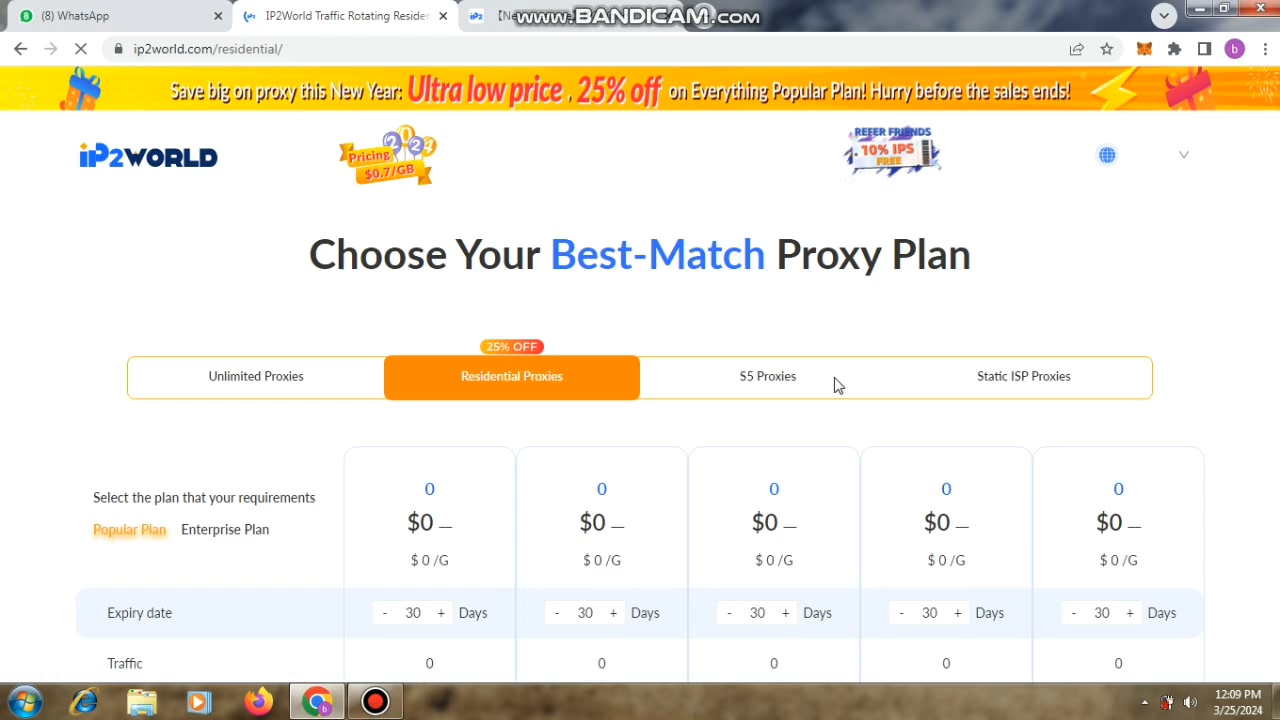 (8) WhatsApp
IP2World Traffic Rotating Residen
www.BANDICAM.com
ip2world.com/residential/
b
Save big on proxy this New Year: Ultra low price , 25% off on Everything Popular Plan! Hurry before the sales ends!
iP2WORLD
2024
Pricing
$0.7/GB
REFER FRIENDS
10% IPS
FREE
Choose Your Best-Match Proxy Plan
25% OFF
Unlimited Proxies Residential Proxies S5 Proxies Static ISP Proxies
0 0 0 0 0
Select the plan that your requirements
$0 — $0 — $0 — $0 — $0 —
Popular Plan Enterprise Plan
$ 0 /G $ 0 /G $ 0 /G $ 0 /G $ 0 /G
Expiry date - 30 + Days - 30 + Days - 30 + Days - 30 + Days - 30 + Days
Traffic 0 0 0 0 0
12:09 PM
3/25/2024